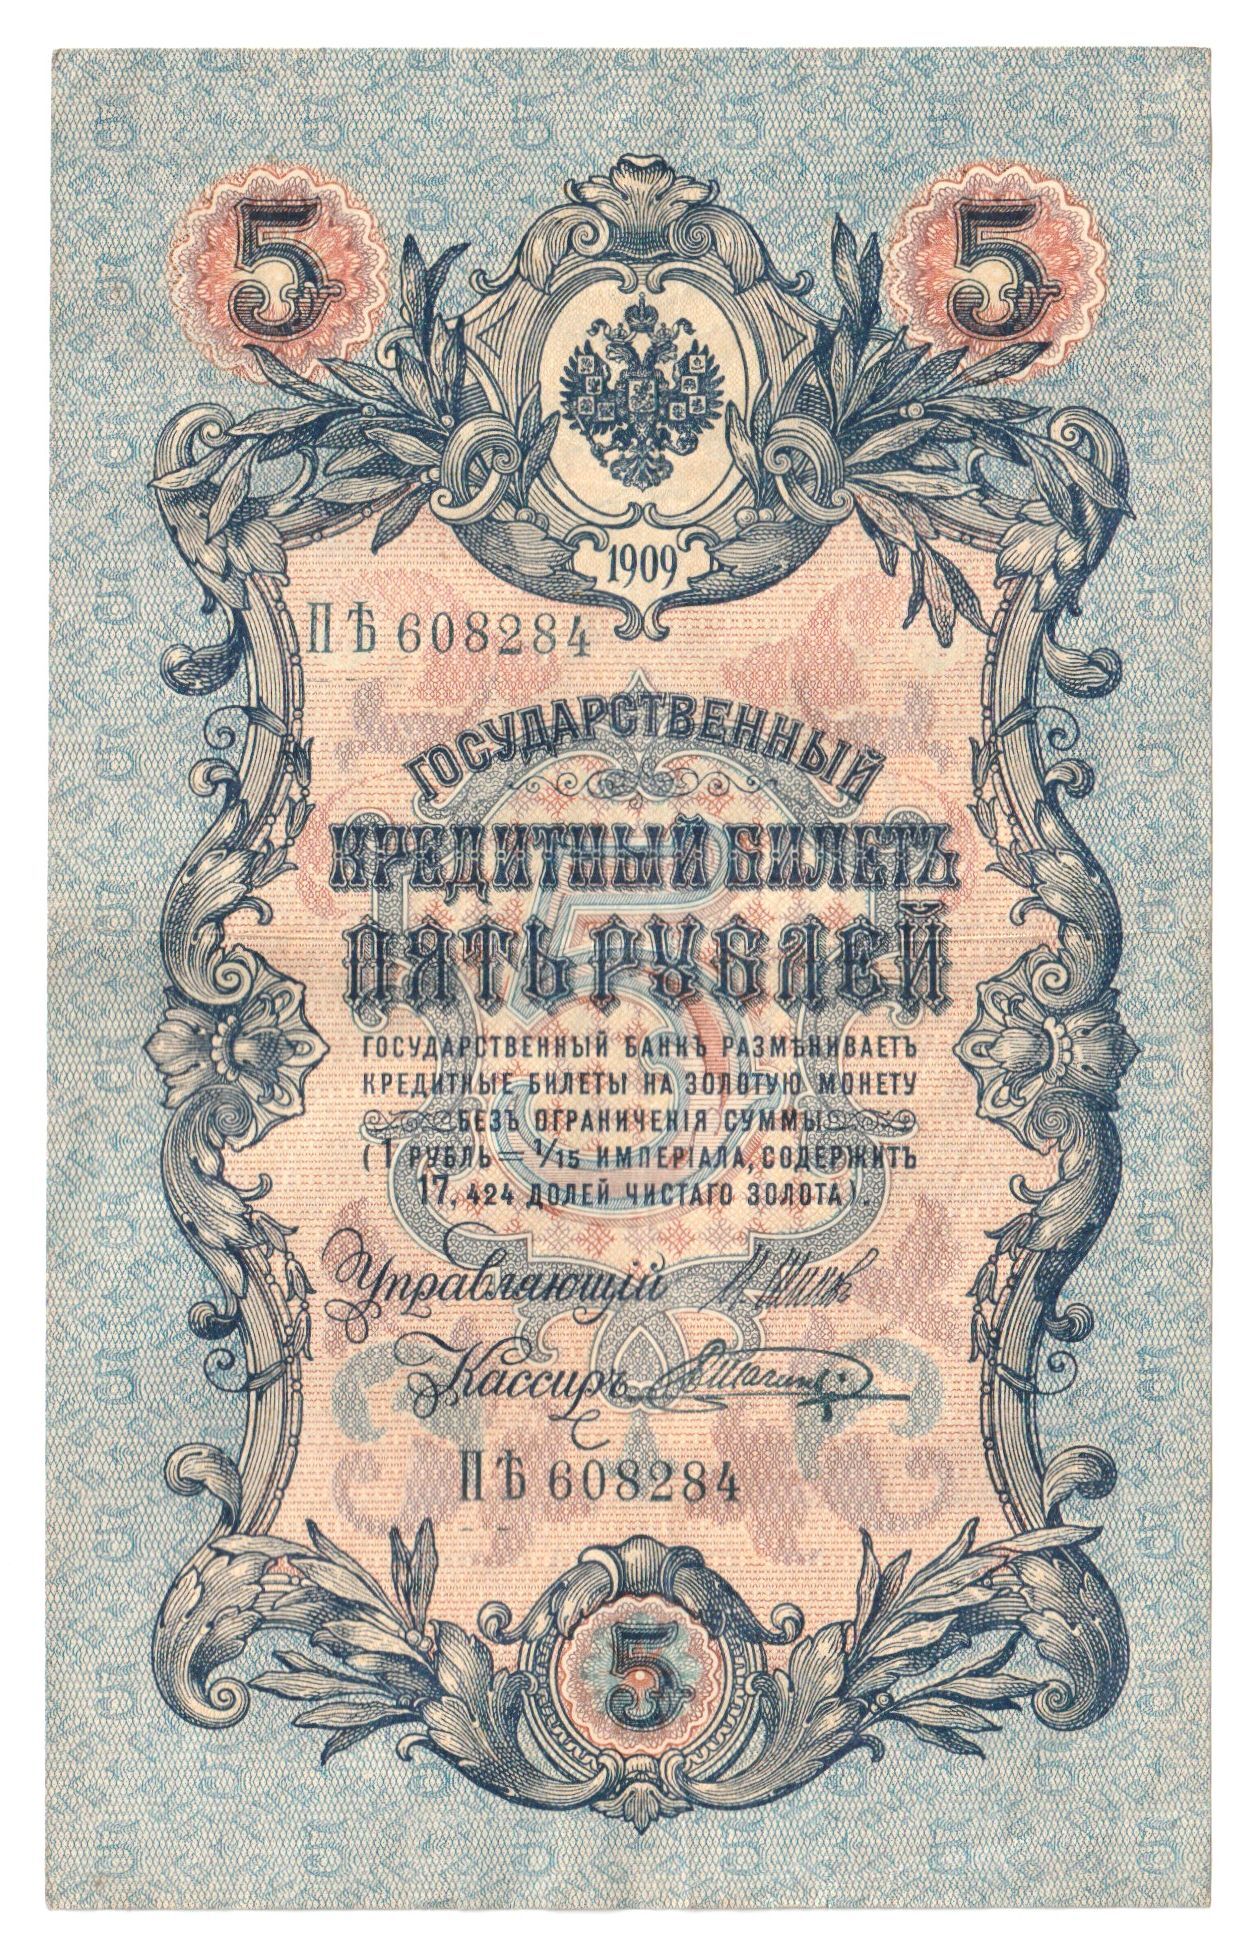 5 5
1909
ПѢ 608284
ГОСУДАРСТВЕННЫЙ
КРЕДИТНЫЙ БИЛЕТЪ
ПЯТЬ РУБЛЕЙ
ГОСУДАРСТВЕННЫЙ БАНКЪ РАЗМѢНИВАЕТЪ
КРЕДИТНЫЕ БИЛЕТЫ НА ЗОЛОТУЮ МОНЕТУ
БЕЗЪ ОГРАНИЧЕНІЯ СУММЫ
(1 РУБЛЬ = 1/15 ИМПЕРІАЛА, СОДЕРЖИТЪ
17,424 ДОЛЕЙ ЧИСТАГО ЗОЛОТА).
Управляющій
Кассиръ
ПѢ 608284
5